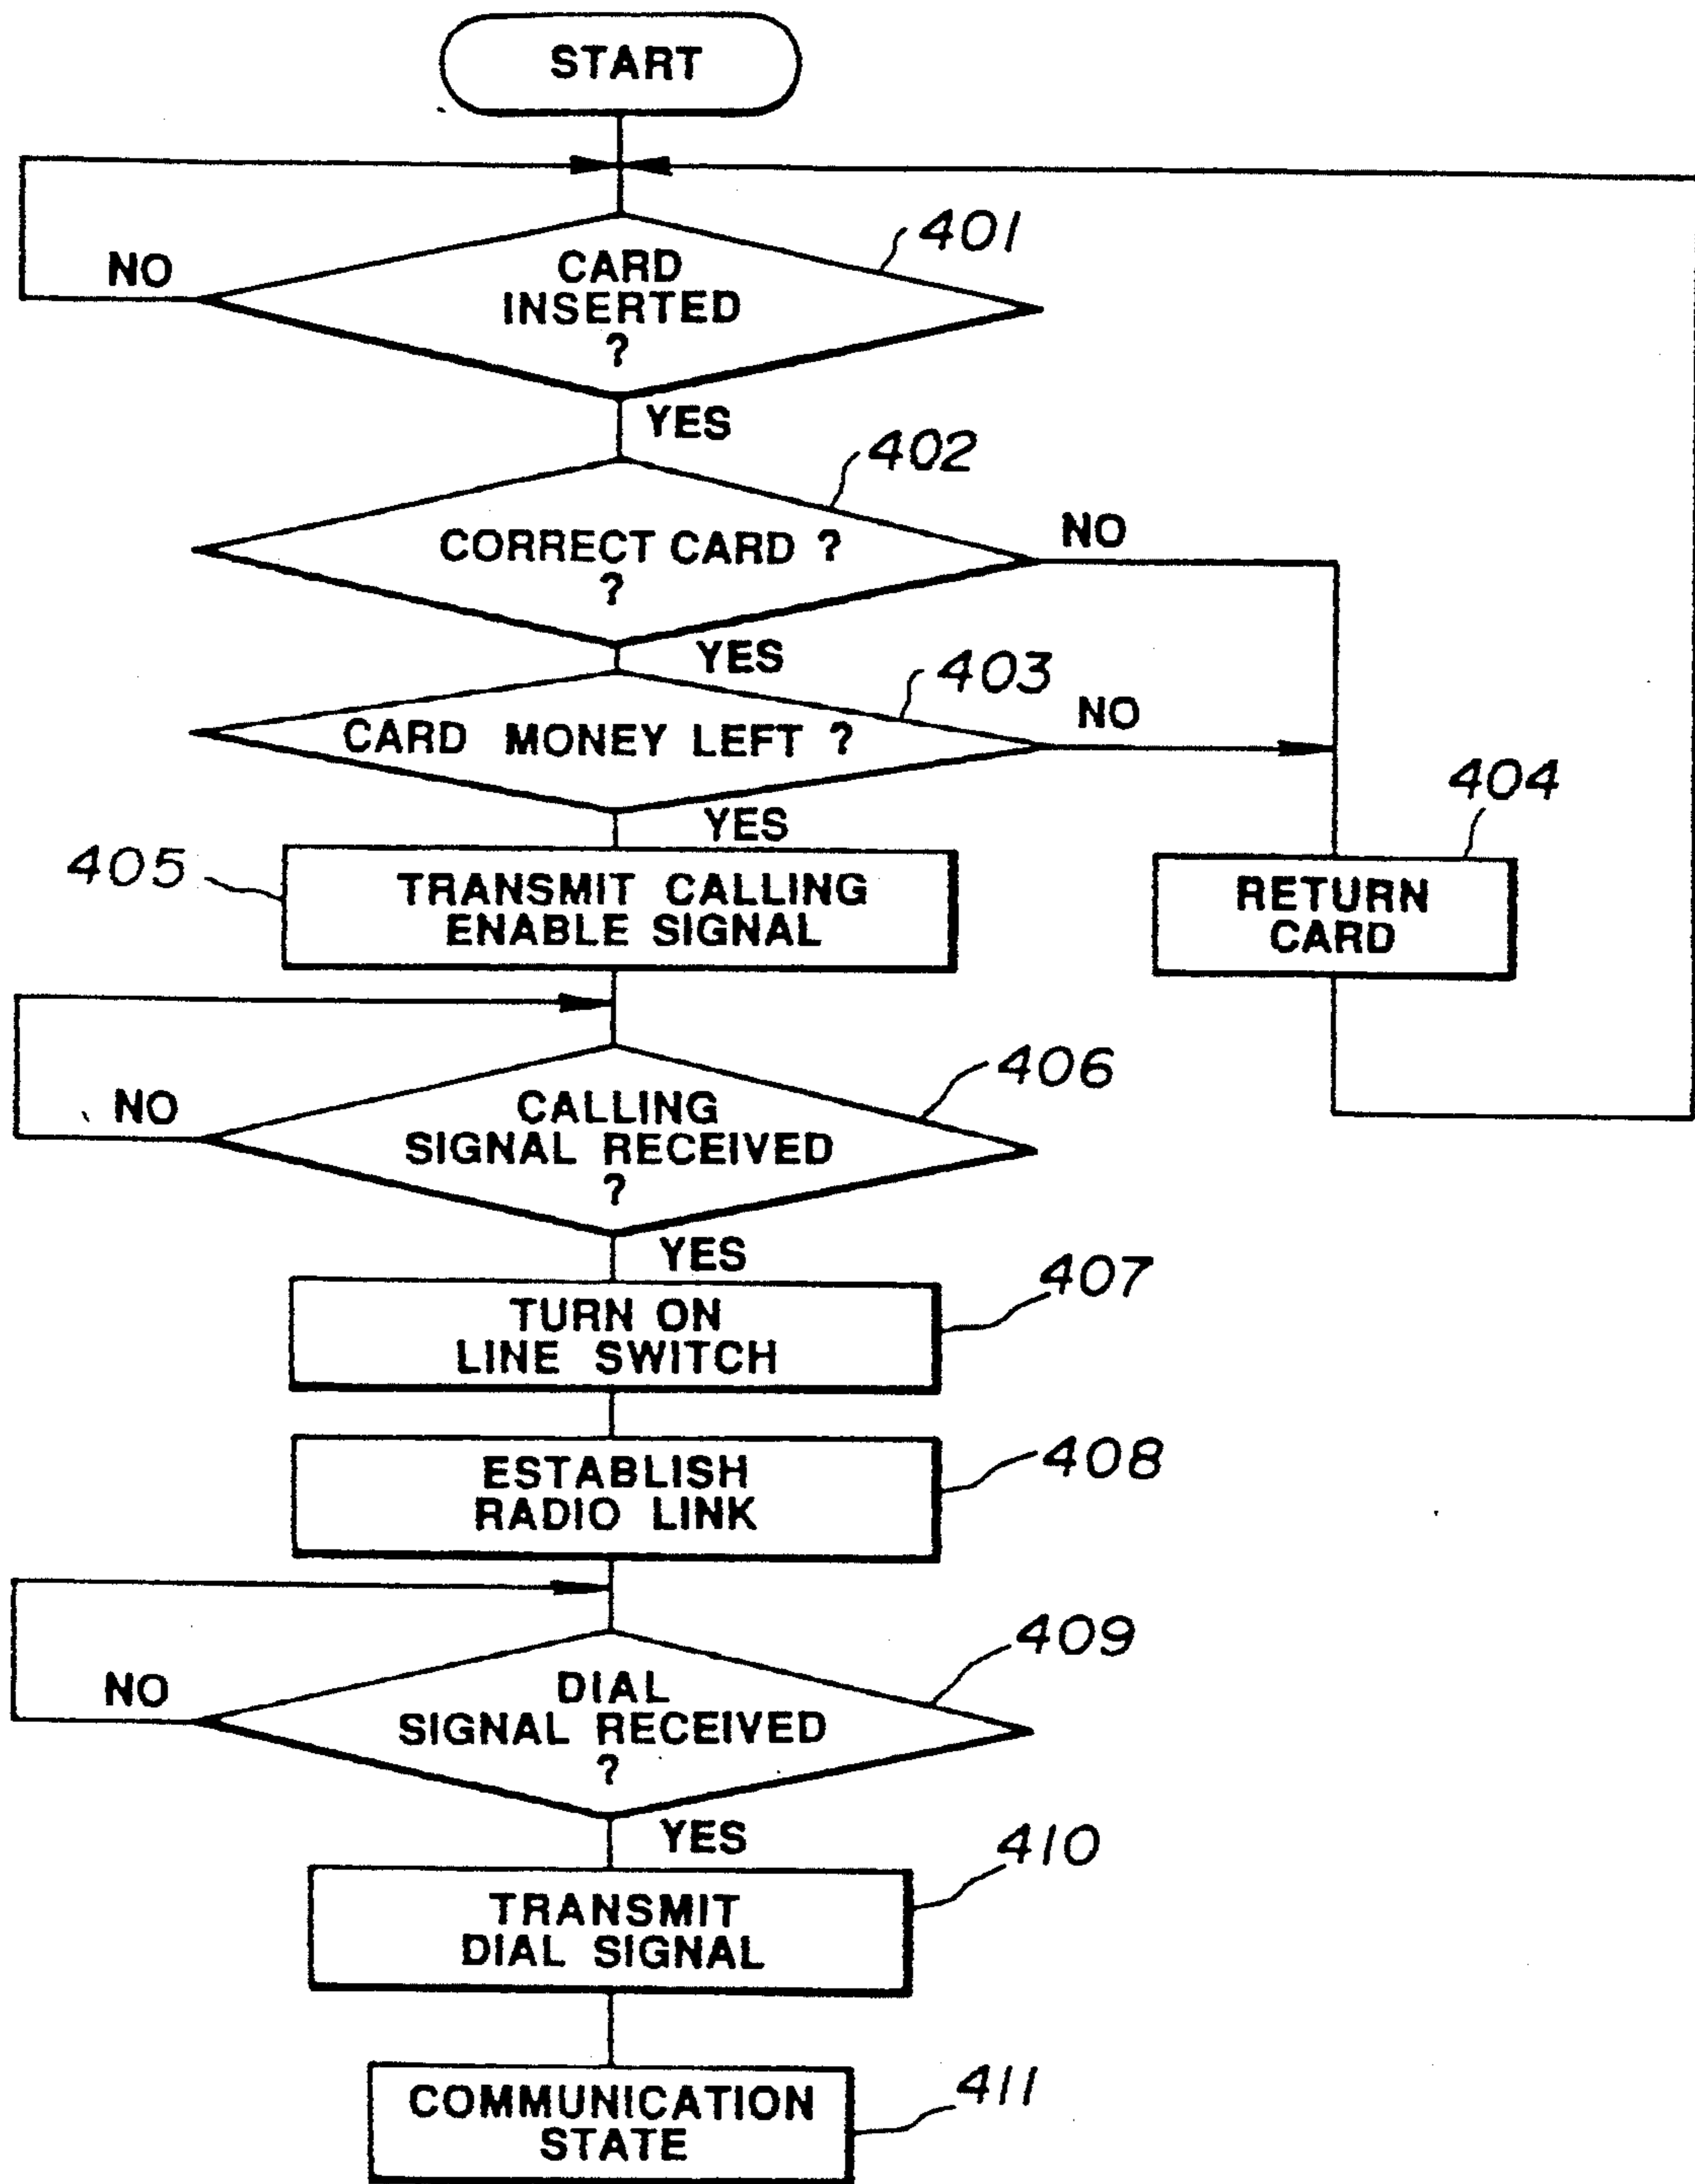 START
401
NO
CARD
INSERTED
?
YES
402
CORRECT CARD ?
?
NO
YES
403
CARD MONEY LEFT ?
NO
404
YES
405
TRANSMIT CALLING
ENABLE SIGNAL
RETURN
CARD
406
NO
CALLING
SIGNAL RECEIVED
?
YES
407
TURN ON
LINE SWITCH
408
ESTABLISH
RADIO LINK
409
NO
DIAL
SIGNAL RECEIVED
?
YES
410
TRANSMIT
DIAL SIGNAL
411
COMMUNICATION
STATE